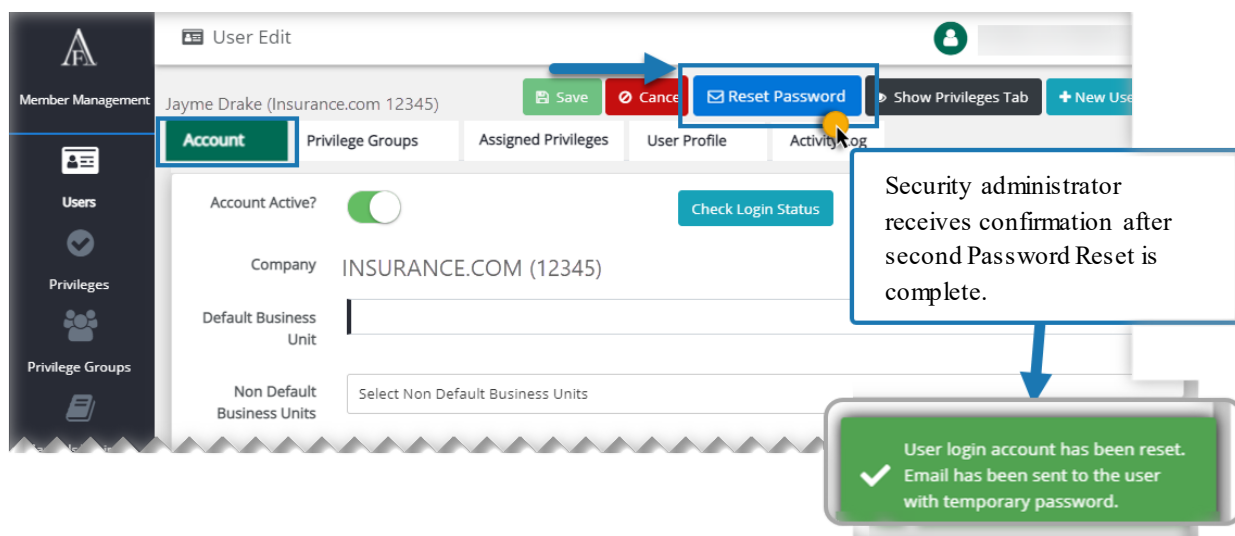 User Edit
AF
Member Management
Jayme Drake (Insurance.com 12345)
Save
Cance
Reset Password
Show Privileges Tab
New Use
Account
Privilege Groups
Assigned Privileges
User Profile
Activity Log
Users
Account Active?
Check Login Status
Security administrator
receives confirmation after
second Password Reset is
complete.
Privileges
Company
INSURANCE.COM (12345)
Default Business
Unit
Privilege Groups
Non Default
Business Units
Select Non Default Business Units
User login account has been reset.
Email has been sent to the user
with temporary password.